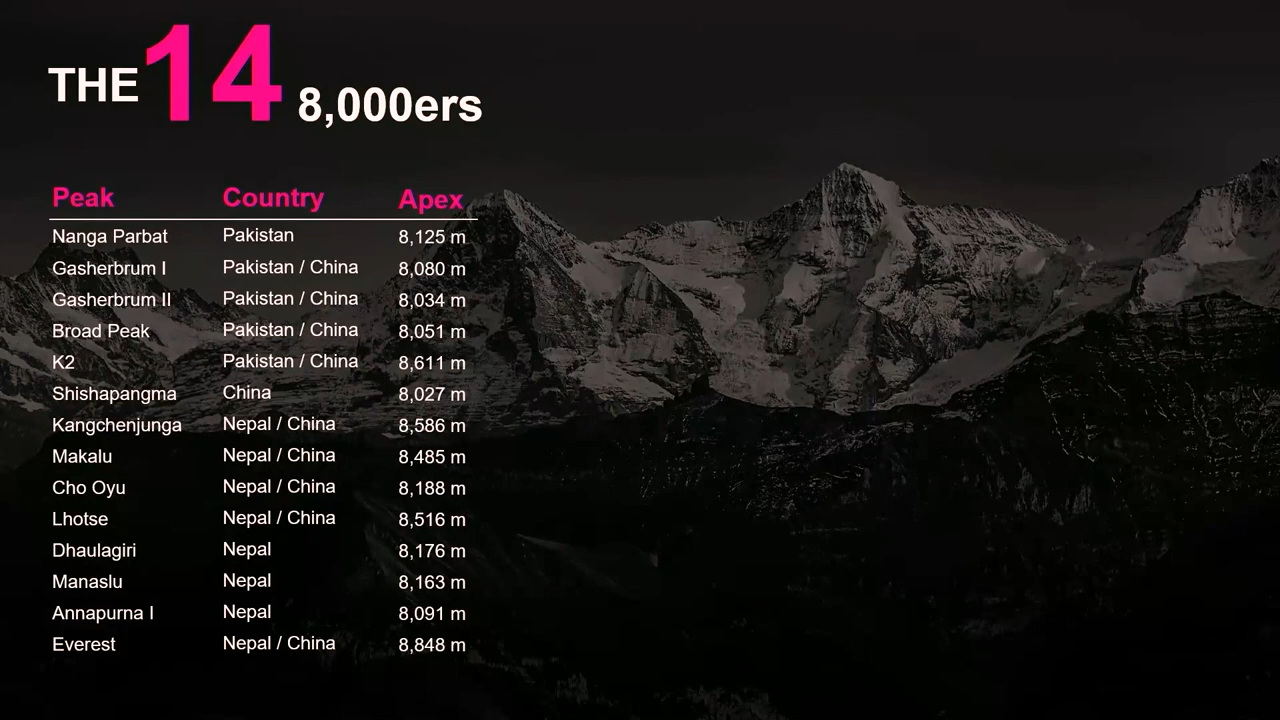 THE 14 8,000ers
Peak Country Apex
Nanga Parbat Pakistan 8,125 m
Gasherbrum I Pakistan / China 8,080 m
Gasherbrum II Pakistan / China 8,034 m
Broad Peak Pakistan / China 8,051 m
K2 Pakistan / China 8,611 m
Shishapangma China 8,027 m
Kangchenjunga Nepal / China 8,586 m
Makalu Nepal / China 8,485 m
Cho Oyu Nepal / China 8,188 m
Lhotse Nepal / China 8,516 m
Dhaulagiri Nepal 8,176 m
Manaslu Nepal 8,163 m
Annapurna I Nepal 8,091 m
Everest Nepal / China 8,848 m